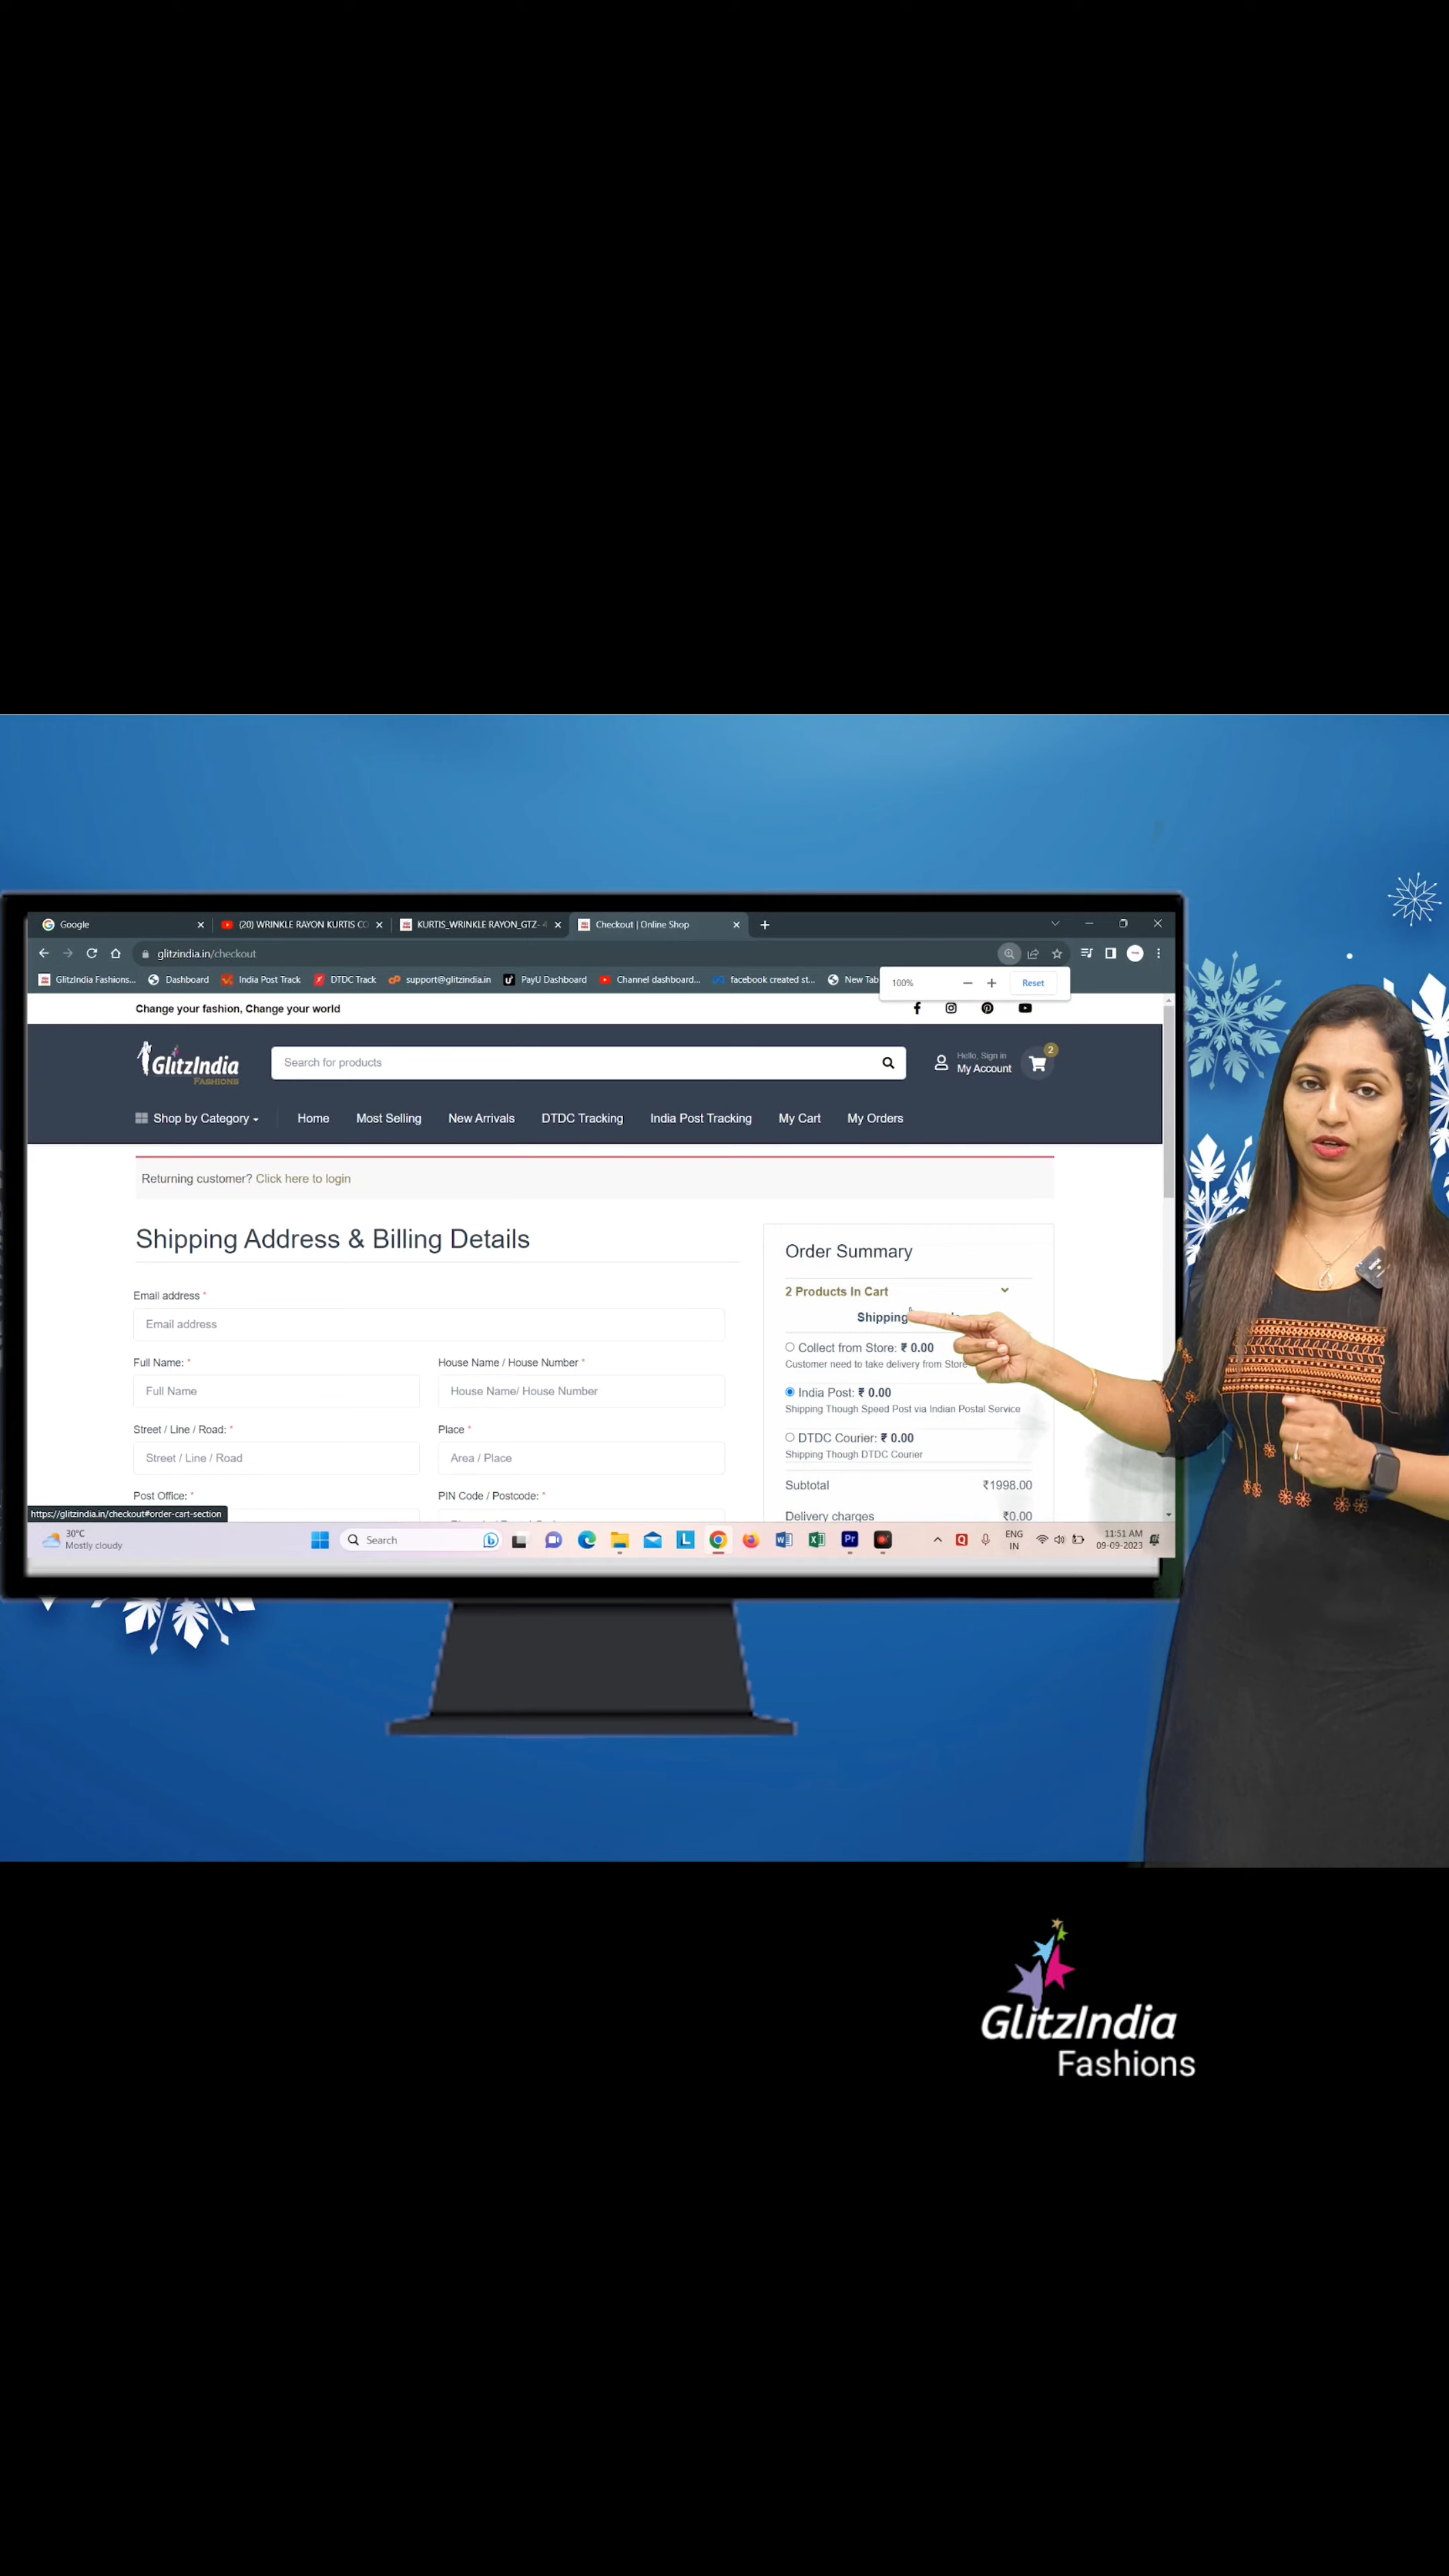 Google
(20) WRINKLE RAYON KURTIS CO
KURTIS_WRINKLE RAYON_GTZ- 4
Checkout | Online Shop
glitzindia.in/checkout
GlitzIndia Fashions...
Dashboard
India Post Track
DTDC Track
support@glitzindia.in
PayU Dashboard
Channel dashboard...
facebook created st...
New Tab
100%
Reset
Change your fashion, Change your world
GlitzIndia
FASHIONS
Search for products
Hello, Sign in
My Account
2
Shop by Category
Home
Most Selling
New Arrivals
DTDC Tracking
India Post Tracking
My Cart
My Orders
Returning customer? Click here to login
Shipping Address & Billing Details
Email address *
Email address
Full Name: *
House Name / House Number *
Full Name
House Name/ House Number
Street / Line / Road: *
Place *
Street / Line / Road
Area / Place
Post Office: *
PIN Code / Postcode: *
Order Summary
2 Products In Cart
Shipping
Collect from Store: ₹ 0.00
Customer need to take delivery from Store
India Post: ₹ 0.00
Shipping Though Speed Post via Indian Postal Service
DTDC Courier: ₹ 0.00
Shipping Though DTDC Courier
Subtotal ₹1998.00
Delivery charges ₹0.00
https://glitzindia.in/checkout#order-cart-section
30°C
Mostly cloudy
Search
ENG
IN
11:51 AM
09-09-2023
GlitzIndia
Fashions